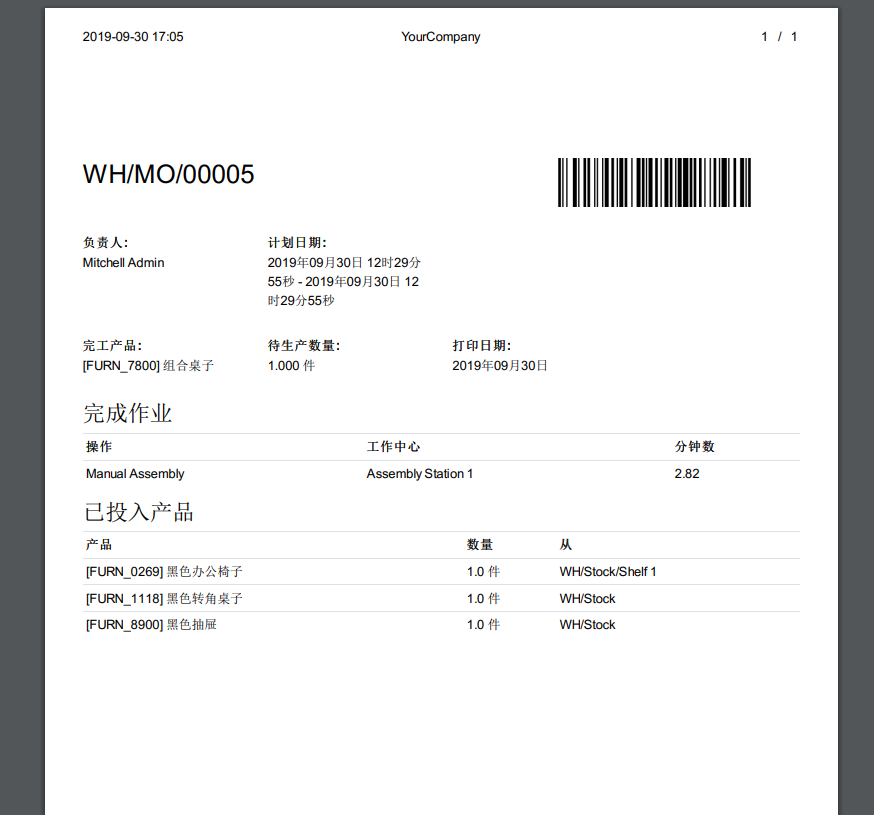 2019-09-30 17:05 YourCompany 1 / 1
WH/MO/00005
负责人: 计划日期:
Mitchell Admin 2019年09月30日 12时29分
55秒 - 2019年09月30日 12
时29分55秒
完工产品: 待生产数量: 打印日期:
[FURN_7800] 组合桌子 1.000 件 2019年09月30日
完成作业
操作 工作中心 分钟数
Manual Assembly Assembly Station 1 2.82
已投入产品
产品 数量 从
[FURN_0269] 黑色办公椅子 1.0 件 WH/Stock/Shelf 1
[FURN_1118] 黑色转角桌子 1.0 件 WH/Stock
[FURN_8900] 黑色抽屉 1.0 件 WH/Stock